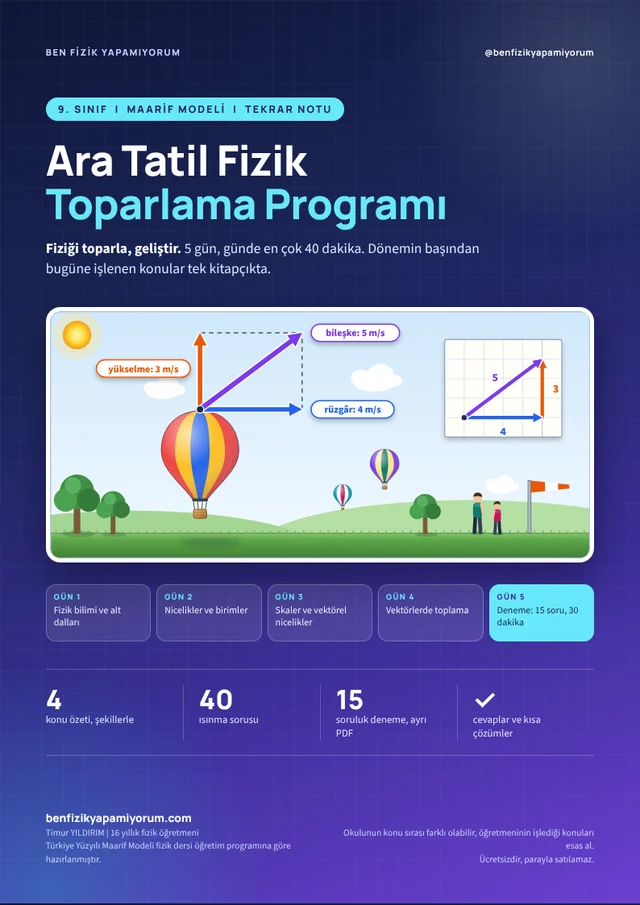 BEN FİZİK YAPAMIYORUM
@benfizikyapamiyorum
9. SINIF I MAARİF MODELİ I TEKRAR NOTU
Ara Tatil Fizik
Toparlama Programı
Fiziği toparla, geliştir. 5 gün, günde en çok 40 dakika. Dönemin başından
bugüne işlenen konular tek kitapçıkta.
bileşke: 5 m/s
yükselme: 3 m/s
rüzgâr: 4 m/s
5
3
4
GÜN 1
Fizik bilimi ve alt
dalları
GÜN 2
Nicelikler ve birimler
GÜN 3
Skaler ve vektörel
nicelikler
GÜN 4
Vektörlerde toplama
GÜN 5
Deneme: 15 soru, 30
dakika
4
konu özeti, şekillerle
40
ısınma sorusu
15
soruluk deneme, ayrı
PDF
cevaplar ve kısa
çözümler
benfizikyapamiyorum.com
Timur YILDIRIM | 16 yıllık fizik öğretmeni
Türkiye Yüzyılı Maarif Modeli fizik dersi öğretim programına göre
hazırlanmıştır.
Okulunun konu sırası farklı olabilir, öğretmeninin işlediği konuları
esas al.
Ücretsizdir, parayla satılamaz.